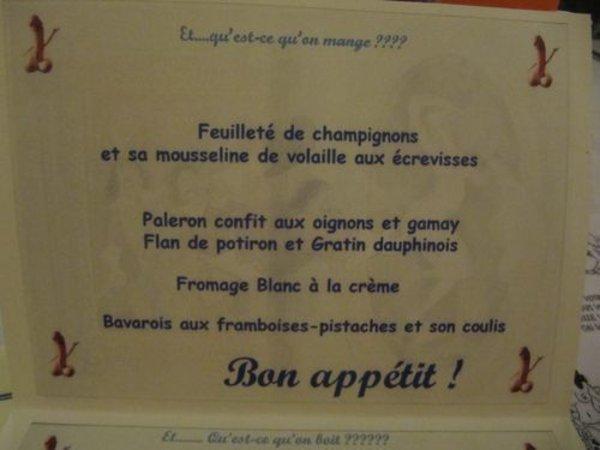 Et....qu'est-ce qu'on mange ????
Feuilleté de champignons
et sa mousseline de volaille aux écrevisses
Paleron confit aux oignons et gamay
Flan de potiron et Gratin dauphinois
Fromage Blanc à la crème
Bavarois aux framboises-pistaches et son coulis
Bon appétit !
Et....... Qu'est-ce qu'on boit ??????